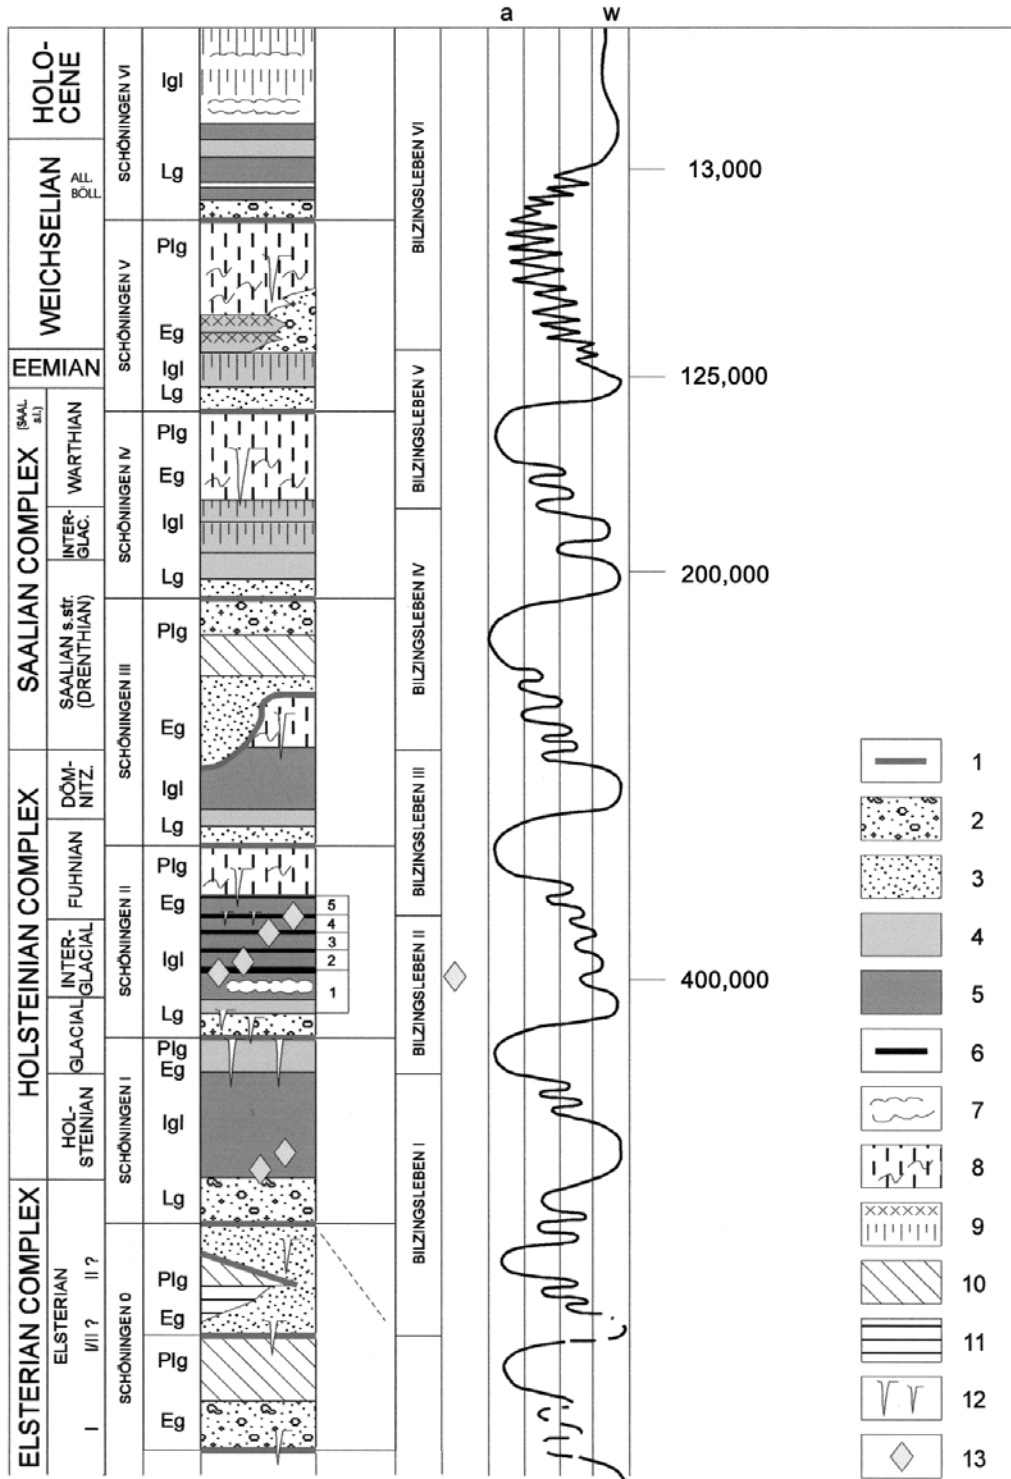 a w
HOLO-
CENE
WEICHSELIAN
ALL.
BÖLL.
EEMIAN
SAALIAN COMPLEX
(SAAL
s.l.)
WARTHIAN
INTER-
GLAC.
SAALIAN s.str.
(DRENTHIAN)
HOLSTEINIAN COMPLEX
DÖM-
NITZ.
FUHNIAN
INTER-
GLACIAL
GLACIAL
HOL-
STEINIAN
ELSTERIAN COMPLEX
ELSTERIAN
II ?
I/II ?
I
SCHÖNINGEN VI
SCHÖNINGEN V
SCHÖNINGEN IV
SCHÖNINGEN III
SCHÖNINGEN II
SCHÖNINGEN I
SCHÖNINGEN 0
Igl
Lg
Plg
Eg
Igl
Lg
Plg
Eg
Igl
Lg
Plg
Eg
Igl
Lg
Plg
Eg
Igl
Lg
Plg
Eg
Igl
Lg
Plg
Eg
Plg
Eg
5
4
3
2
1
BILZINGSLEBEN VI
BILZINGSLEBEN V
BILZINGSLEBEN IV
BILZINGSLEBEN III
BILZINGSLEBEN II
BILZINGSLEBEN I
13,000
125,000
200,000
400,000
1
2
3
4
5
6
7
8
9
10
11
12
13